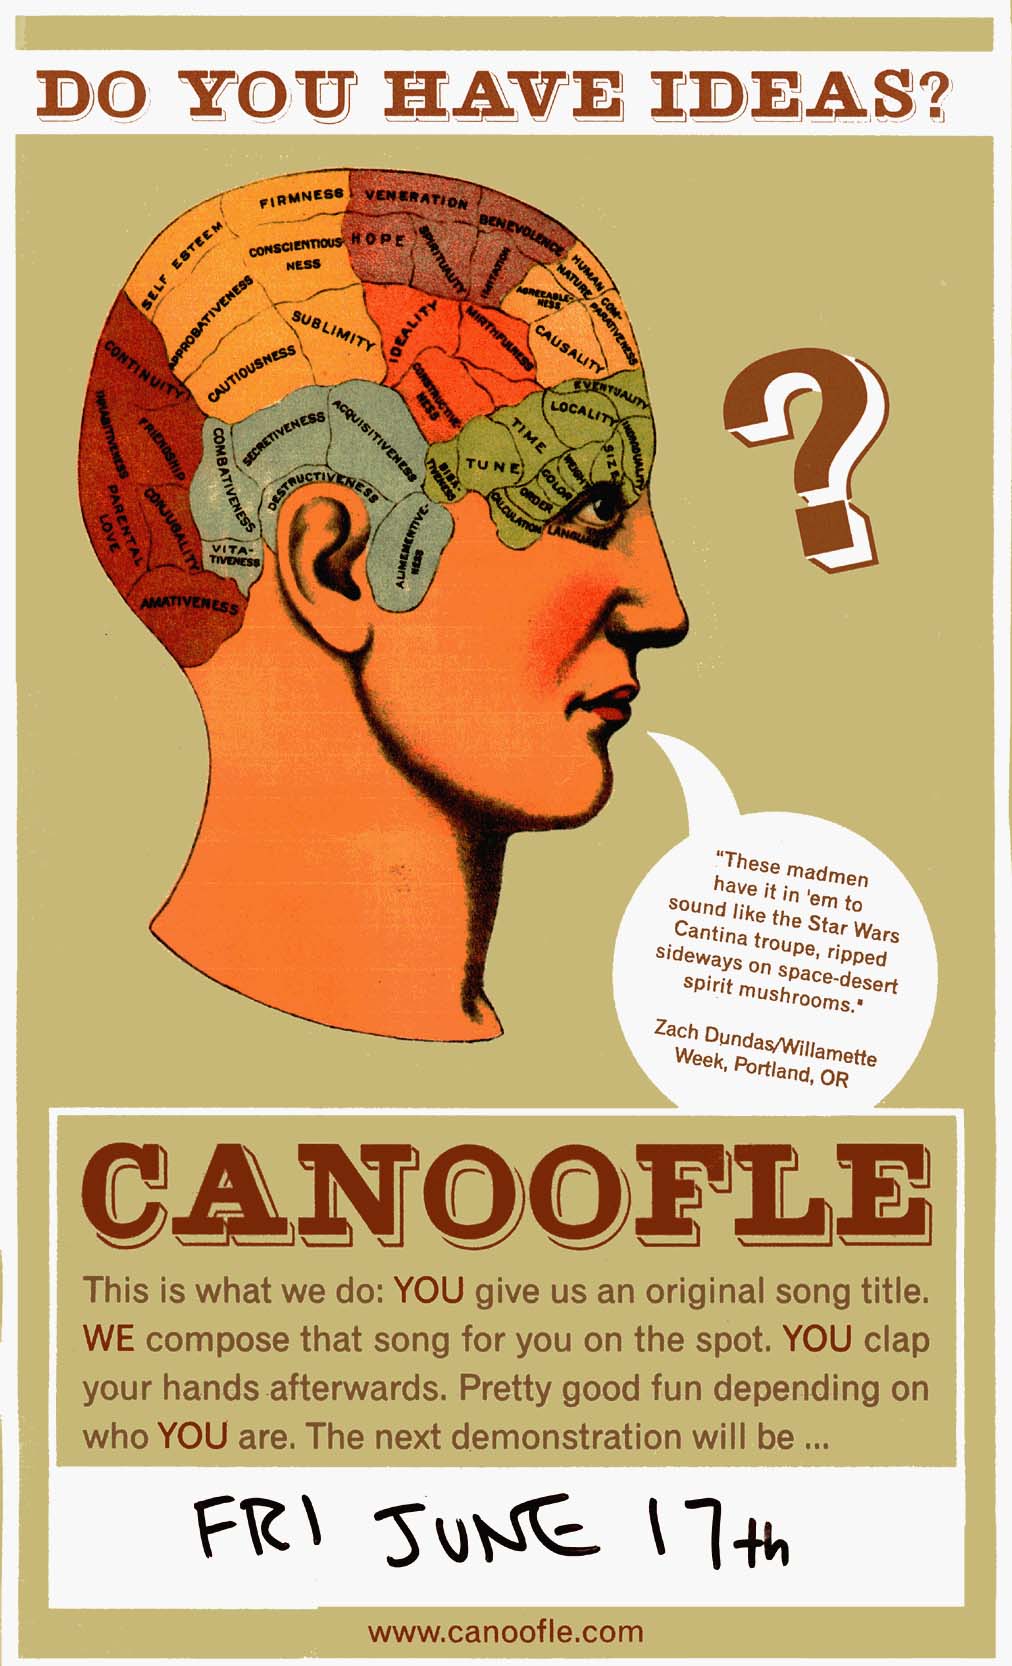 DO YOU HAVE IDEAS?
FIRMNESS
VENERATION
BENEVOLENCE
SELF ESTEEM
CONSCIENTIOUS
NESS
HOPE
SPIRITUALITY
IMITATION
HUMAN
NATURE
COM-
PARATIVENESS
AGREEABLE-
NESS
APPROBATIVENESS
SUBLIMITY
IDEALITY
MIRTHFULNESS
CAUSALITY
CAUTIOUSNESS
CONTINUITY
CONSTRUCTIVE-
NESS
EVENTUALITY
LOCALITY
INHABITIVENESS
FRIENDSHIP
COMBATIVENESS
SECRETIVENESS
ACQUISITIVENESS
TIME
TUNE
SIZE
WEIGHT
COLOR
ORDER
CALCULATION
LANGUAGE
DESTRUCTIVENESS
PARENTAL
LOVE
CONJUGALITY
VITA-
TIVENESS
ALIMENTIVE-
NESS
AMATIVENESS
?
"These madmen
have it in 'em to
sound like the Star Wars
Cantina troupe, ripped
sideways on space-desert
spirit mushrooms."
Zach Dundas/Willamette
Week, Portland, OR
CANOOFLE
This is what we do: YOU give us an original song title.
WE compose that song for you on the spot. YOU clap
your hands afterwards. Pretty good fun depending on
who YOU are. The next demonstration will be ...
FRI JUNE 17th
www.canoofle.com